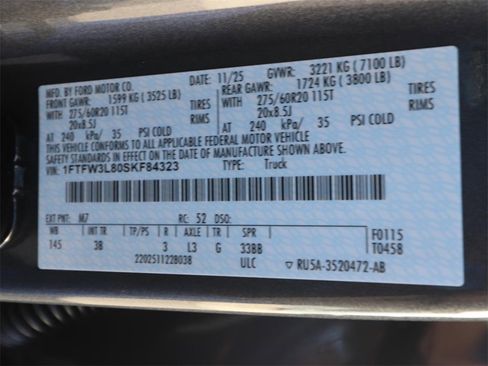 MFD. BY FORD MOTOR CO.
DATE: 11/25 GVWR: 3221 KG ( 7100 LB)
FRONT GAWR: 1599 KG ( 3525 LB) REAR GAWR: 1724 KG ( 3800 LB)
WITH 275/60R20 115T TIRES WITH 275/60R20 115T TIRES
20x8.5J RIMS 20x8.5J RIMS
AT 240 kPa/ 35 PSI COLD AT 240 kPa/ 35 PSI COLD
THIS VEHICLE CONFORMS TO ALL APPLICABLE FEDERAL MOTOR VEHICLE
SAFETY STANDARDS IN EFFECT ON THE DATE OF MANUFACTURE SHOWN ABOVE.
VIN: 1FTFW3L80SKF84323 TYPE: Truck
EXT PNT: M7 RC: 52 DSO:
WB INT TR TP/PS R AXLE TR SPR F0115
145 3B 3 L3 G 33BB T0458
2202511228038 ULC ▽ RU5A-3520472-AB